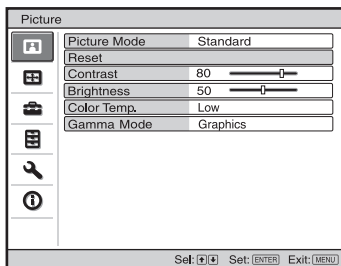 Picture
Picture Mode Standard
Reset
Contrast 80
Brightness 50
Color Temp. Low
Gamma Mode Graphics
Sel: Set: ENTER Exit: MENU